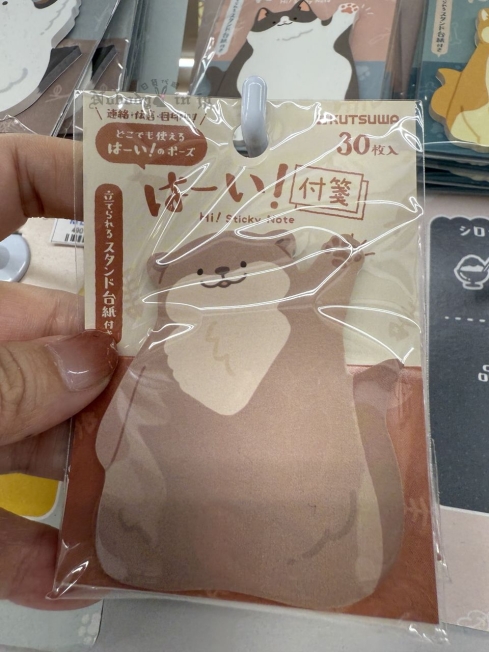 連絡・伝言・目印に!
KUTSUWA
どこでも使える
はーい!のポーズ
30枚入
はーい!
付箋
Hi! Sticky Note
立てられるスタンド台紙付き
シロ